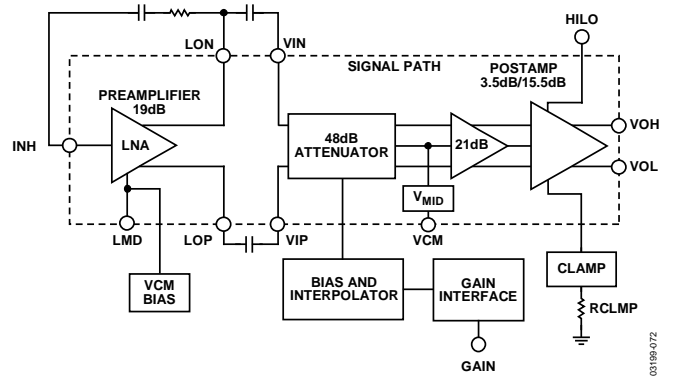 HILO
LON
VIN
SIGNAL PATH
POSTAMP
3.5dB/15.5dB
PREAMPLIFIER
19dB
INH
LNA
48dB
ATTENUATOR
21dB
VOH
VOL
VMID
LMD
LOP
VIP
VCM
VCM
BIAS
BIAS AND
INTERPOLATOR
GAIN
INTERFACE
CLAMP
RCLMP
GAIN
03199-072